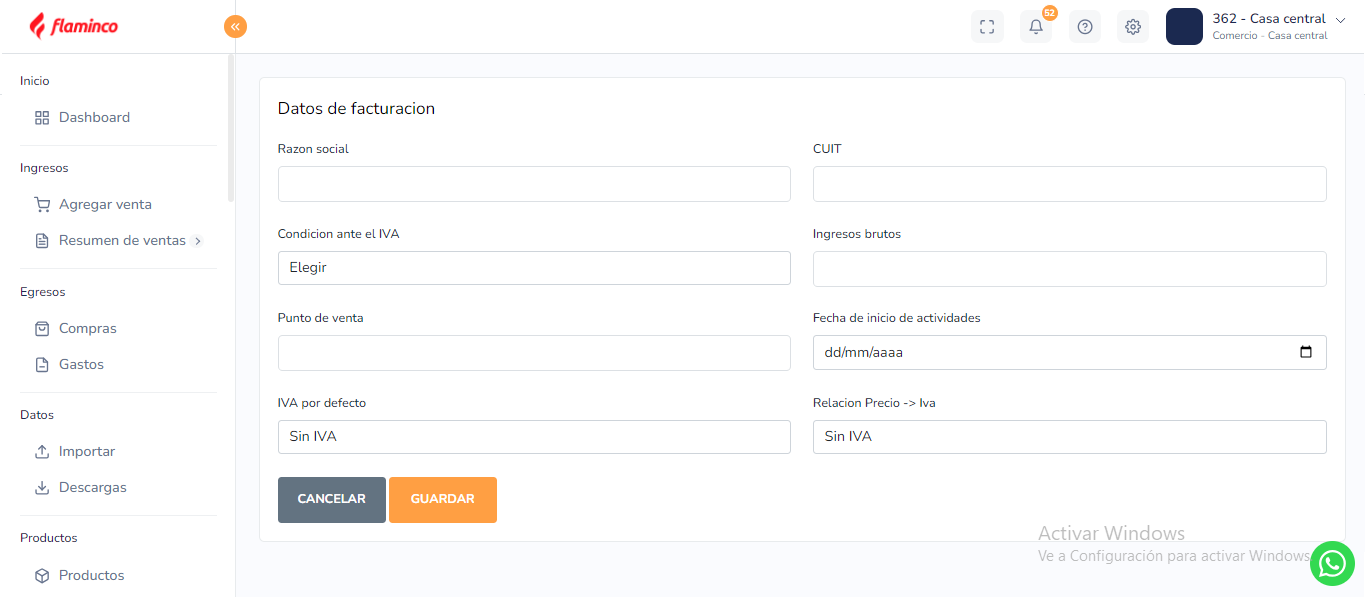 flaminco
52
362 - Casa central
Comercio - Casa central
Inicio
Dashboard
Ingresos
Agregar venta
Resumen de ventas
Egresos
Compras
Gastos
Datos
Importar
Descargas
Productos
Productos
Datos de facturacion
Razon social
CUIT
Condicion ante el IVA
Ingresos brutos
Elegir
Punto de venta
Fecha de inicio de actividades
dd/mm/aaaa
IVA por defecto
Relacion Precio -> Iva
Sin IVA
Sin IVA
CANCELAR
GUARDAR
Activar Windows
Ve a Configuración para activar Windows